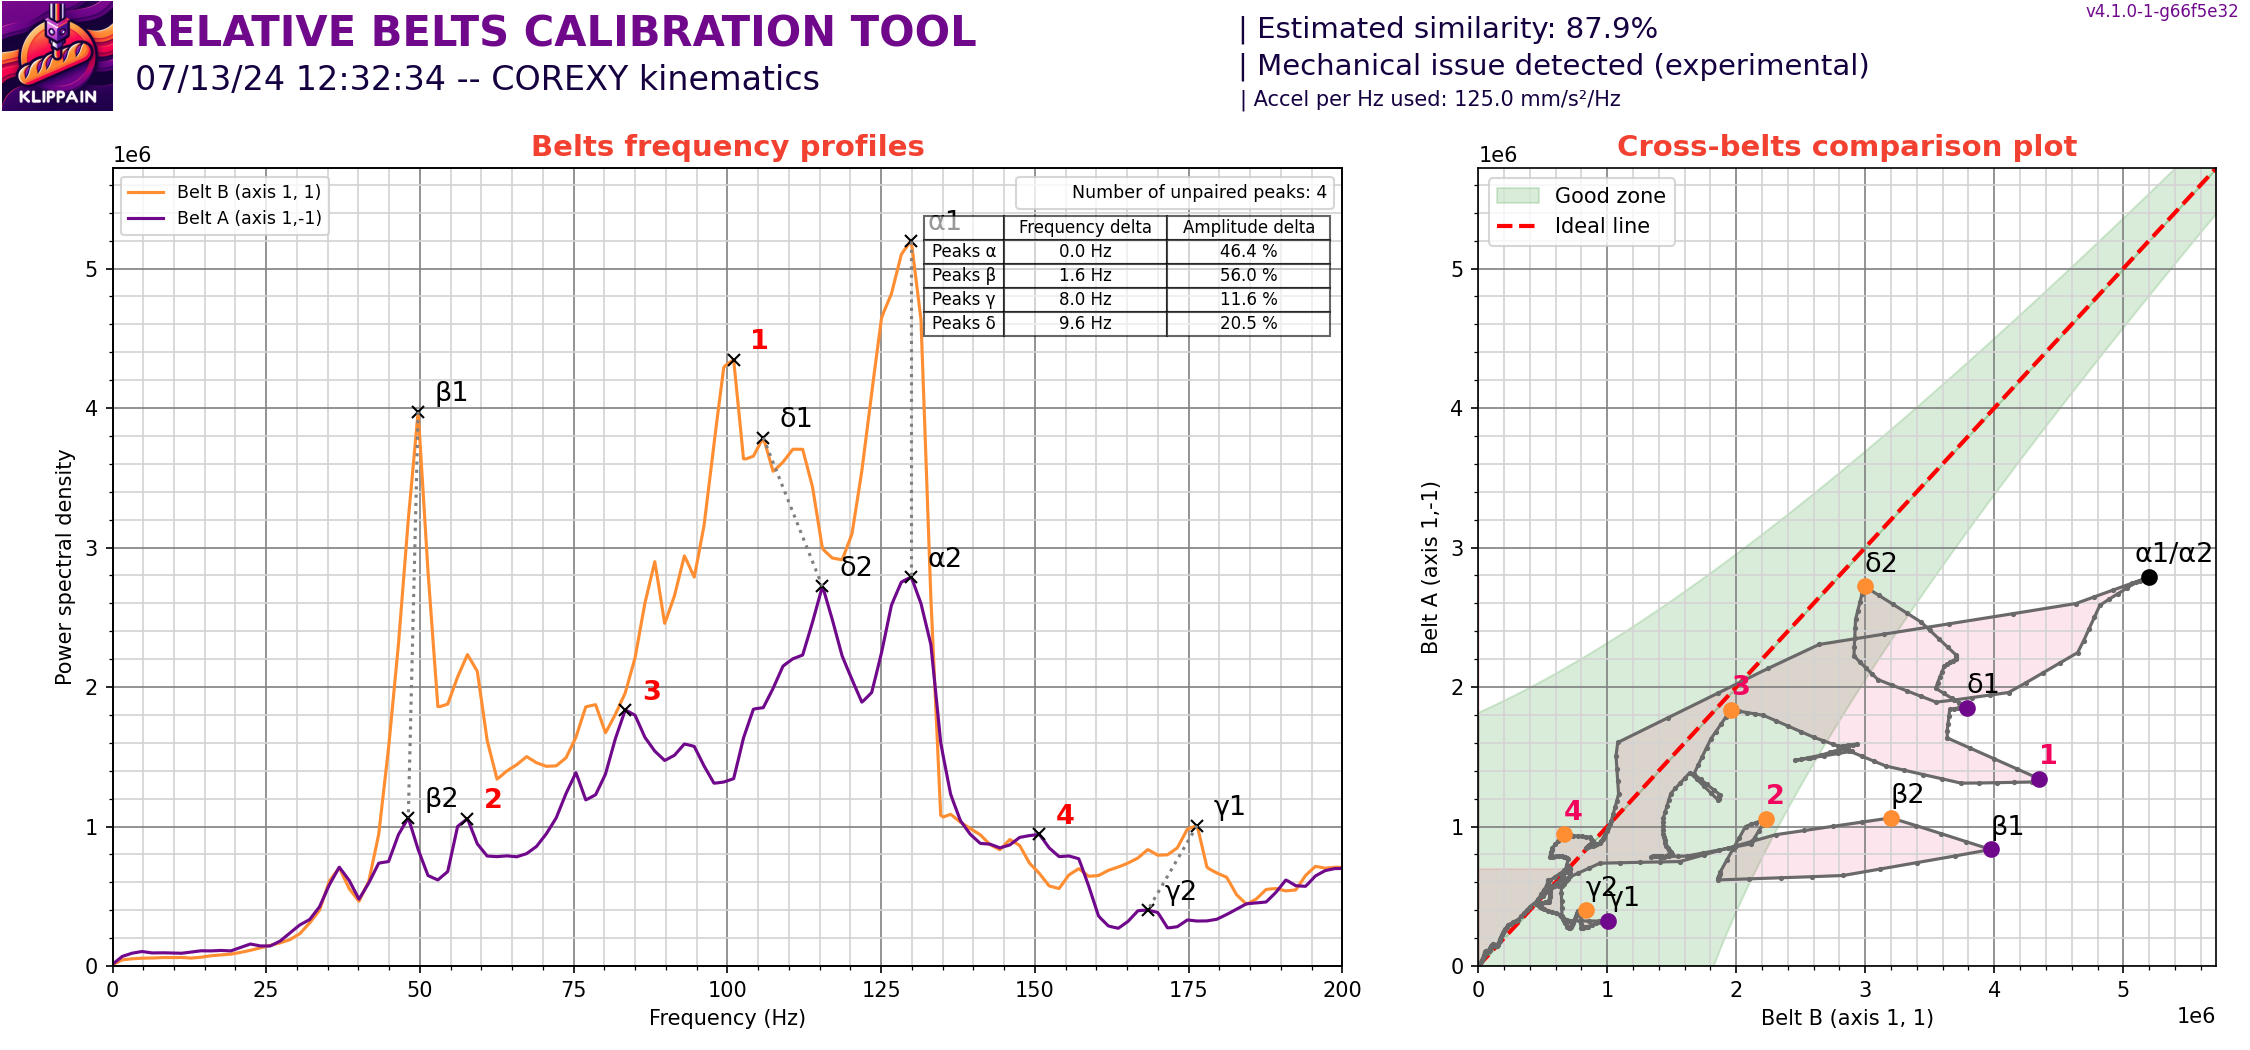 KLIPPAIN
RELATIVE BELTS CALIBRATION TOOL
07/13/24 12:32:34 -- COREXY kinematics
| Estimated similarity: 87.9%
| Mechanical issue detected (experimental)
| Accel per Hz used: 125.0 mm/s²/Hz
v4.1.0-1-g66f5e32
Belts frequency profiles
1e6
Belt B (axis 1, 1)
Belt A (axis 1,-1)
Number of unpaired peaks: 4
Frequency delta Amplitude delta
Peaks α 0.0 Hz 46.4 %
Peaks β 1.6 Hz 56.0 %
Peaks γ 8.0 Hz 11.6 %
Peaks δ 9.6 Hz 20.5 %
α1
1
β1
δ1
δ2
α2
3
β2
2
4
γ1
γ2
Power spectral density
5
4
3
2
1
0
0 25 50 75 100 125 150 175 200
Frequency (Hz)
Cross-belts comparison plot
1e6
Good zone
Ideal line
δ2
α1/α2
3
δ1
1
2
β2
4
β1
γ2
γ1
Belt A (axis 1,-1)
5
4
3
2
1
0
0 1 2 3 4 5
Belt B (axis 1, 1)
1e6